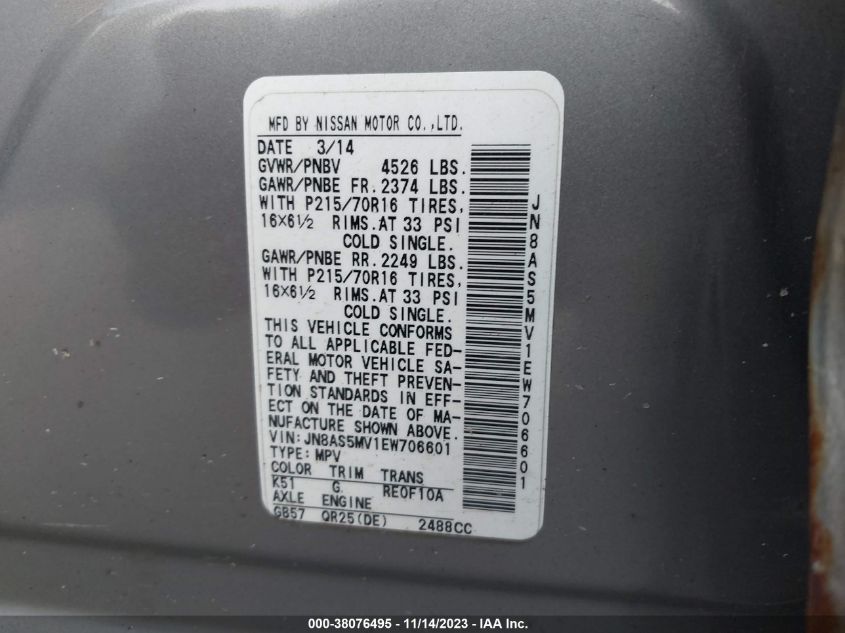 MFD BY NISSAN MOTOR CO.,LTD.
DATE 3/14
GVWR/PNBV 4526 LBS.
GAWR/PNBE FR. 2374 LBS.
WITH P215/70R16 TIRES,
16×6½ RIMS. AT 33 PSI
COLD SINGLE.
GAWR/PNBE RR. 2249 LBS.
WITH P215/70R16 TIRES,
16×6½ RIMS. AT 33 PSI
COLD SINGLE.
THIS VEHICLE CONFORMS
TO ALL APPLICABLE FED-
ERAL MOTOR VEHICLE SA-
FETY AND THEFT PREVEN-
TION STANDARDS IN EFF-
ECT ON THE DATE OF MA-
NUFACTURE SHOWN ABOVE.
VIN:JN8AS5MV1EW706601
TYPE: MPV
COLOR TRIM TRANS
K51 G RE0F10A
AXLE ENGINE
GB57 QR25(DE) 2488CC
JN8AS5MV1EW706601
000-38076495 - 11/14/2023 - IAA Inc.